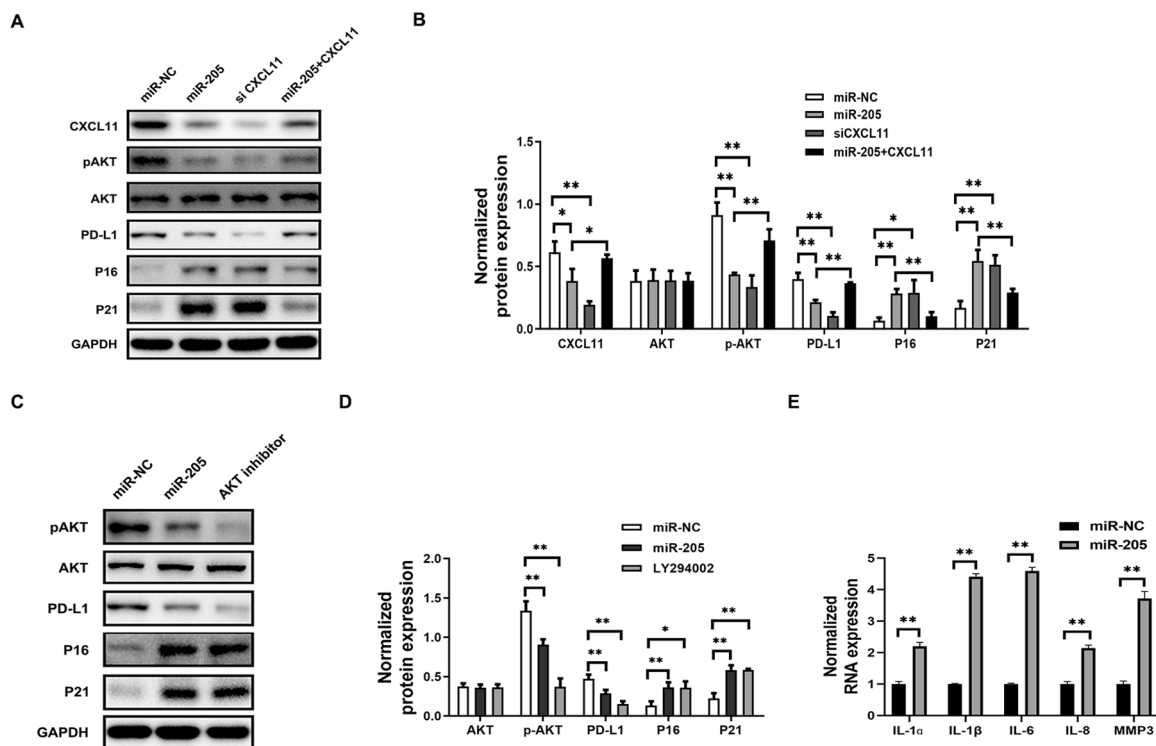 A
miR-NC
miR-205
si CXCL11
miR-205+CXCL11
CXCL11
pAKT
AKT
PD-L1
P16
P21
GAPDH
B
miR-NC
miR-205
siCXCL11
miR-205+CXCL11
Normalized
protein expression
1.5
1.0
0.5
0.0
** * * ** ** ** ** ** ** * ** ** ** ** **
CXCL11 AKT p-AKT PD-L1 P16 P21
C
miR-NC
miR-205
AKT inhibitor
pAKT
AKT
PD-L1
P16
P21
GAPDH
D
miR-NC
miR-205
LY294002
Normalized
protein expression
2.0
1.5
1.0
0.5
0.0
** ** ** ** * ** ** **
AKT p-AKT PD-L1 P16 P21
E
miR-NC
miR-205
Normalized
RNA expression
5
4
3
2
1
0
** ** ** ** **
IL-1α IL-1β IL-6 IL-8 MMP3